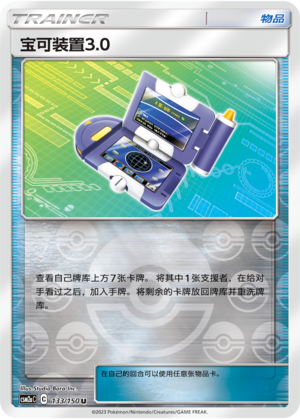 TRAINER
物品
宝可装置3.0
查看自己牌库上方7张卡牌。将其中1张支援者，在给对
手看过之后，加入手牌。将剩余的卡牌放回牌库并重洗牌
库。
Illus. Studio Bora Inc.
在自己的回合可以使用任意张物品卡。
C 133/150 U
©2023 Pokémon/Nintendo/Creatures/GAME FREAK.